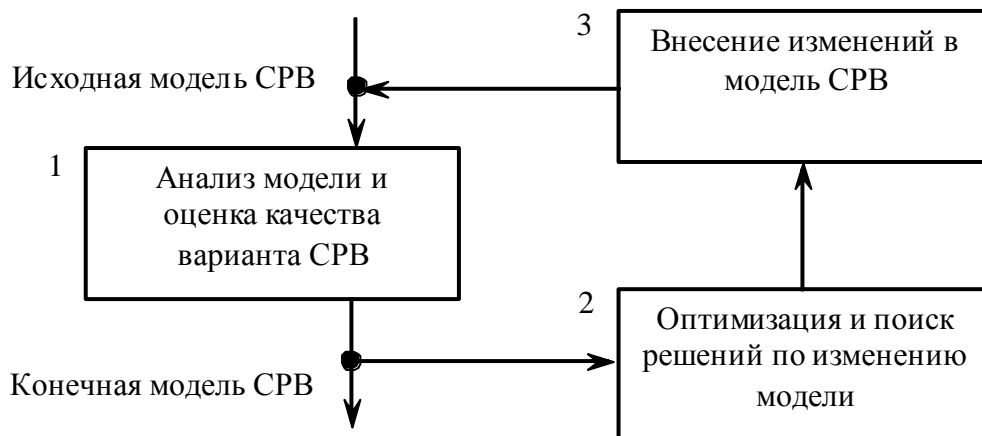 3
Внесение изменений в
модель СРВ
Исходная модель СРВ
1
Анализ модели и
оценка качества
варианта СРВ
2
Оптимизация и поиск
решений по изменению
модели
Конечная модель СРВ